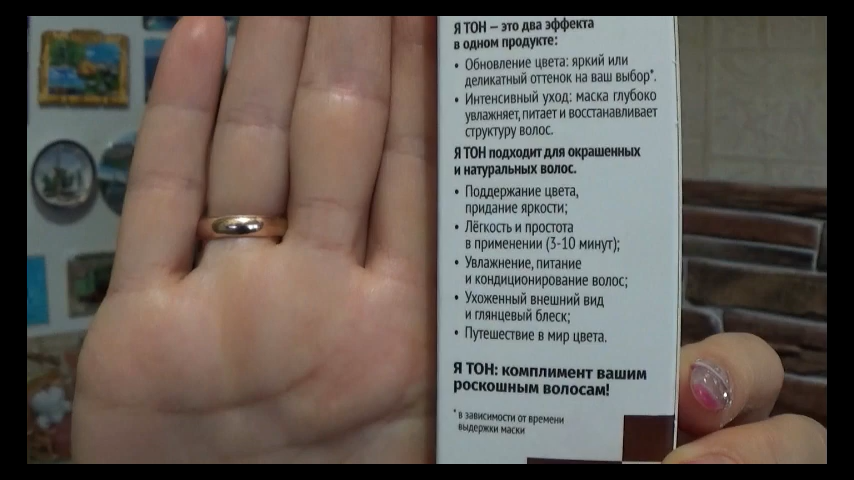 Я ТОН – это два эффекта
в одном продукте:
• Обновление цвета: яркий или
деликатный оттенок на ваш выбор*.
• Интенсивный уход: маска глубоко
увлажняет, питает и восстанавливает
структуру волос.
Я ТОН подходит для окрашенных
и натуральных волос.
• Поддержание цвета,
придание яркости;
• Лёгкость и простота
в применении (3-10 минут);
• Увлажнение, питание
и кондиционирование волос;
• Ухоженный внешний вид
и глянцевый блеск;
• Путешествие в мир цвета.
Я ТОН: комплимент вашим
роскошным волосам!
* в зависимости от времени
выдержки маски